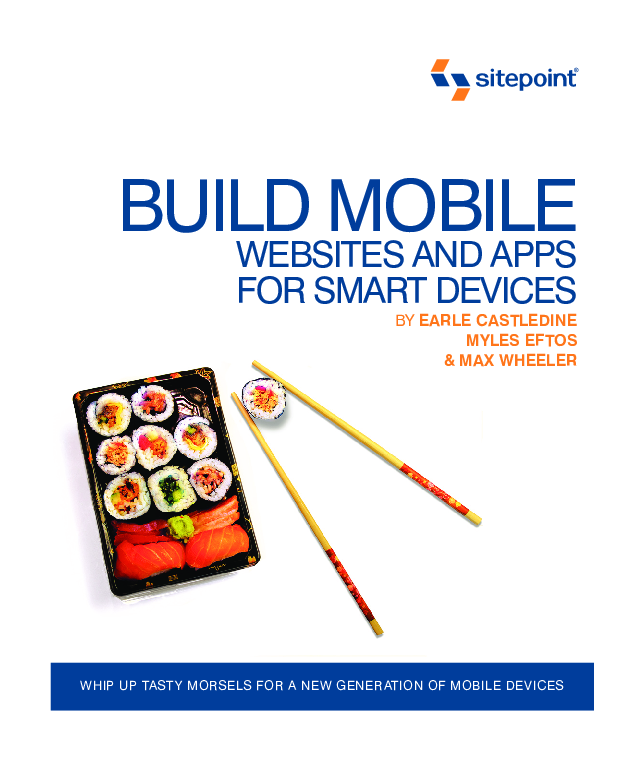 sitepoint®
BUILD MOBILE
WEBSITES AND APPS
FOR SMART DEVICES
BY EARLE CASTLEDINE
MYLES EFTOS
& MAX WHEELER
WHIP UP TASTY MORSELS FOR A NEW GENERATION OF MOBILE DEVICES